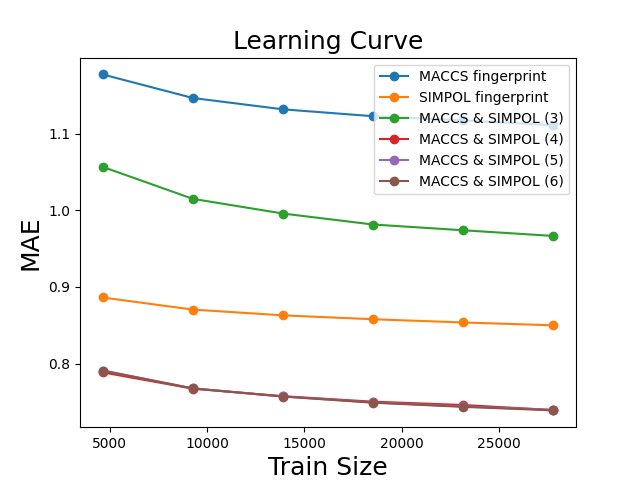 Learning Curve
MACCS fingerprint
SIMPOL fingerprint
MACCS & SIMPOL (3)
MACCS & SIMPOL (4)
MACCS & SIMPOL (5)
MACCS & SIMPOL (6)
MAE
1.1
1.0
0.9
0.8
5000 10000 15000 20000 25000
Train Size